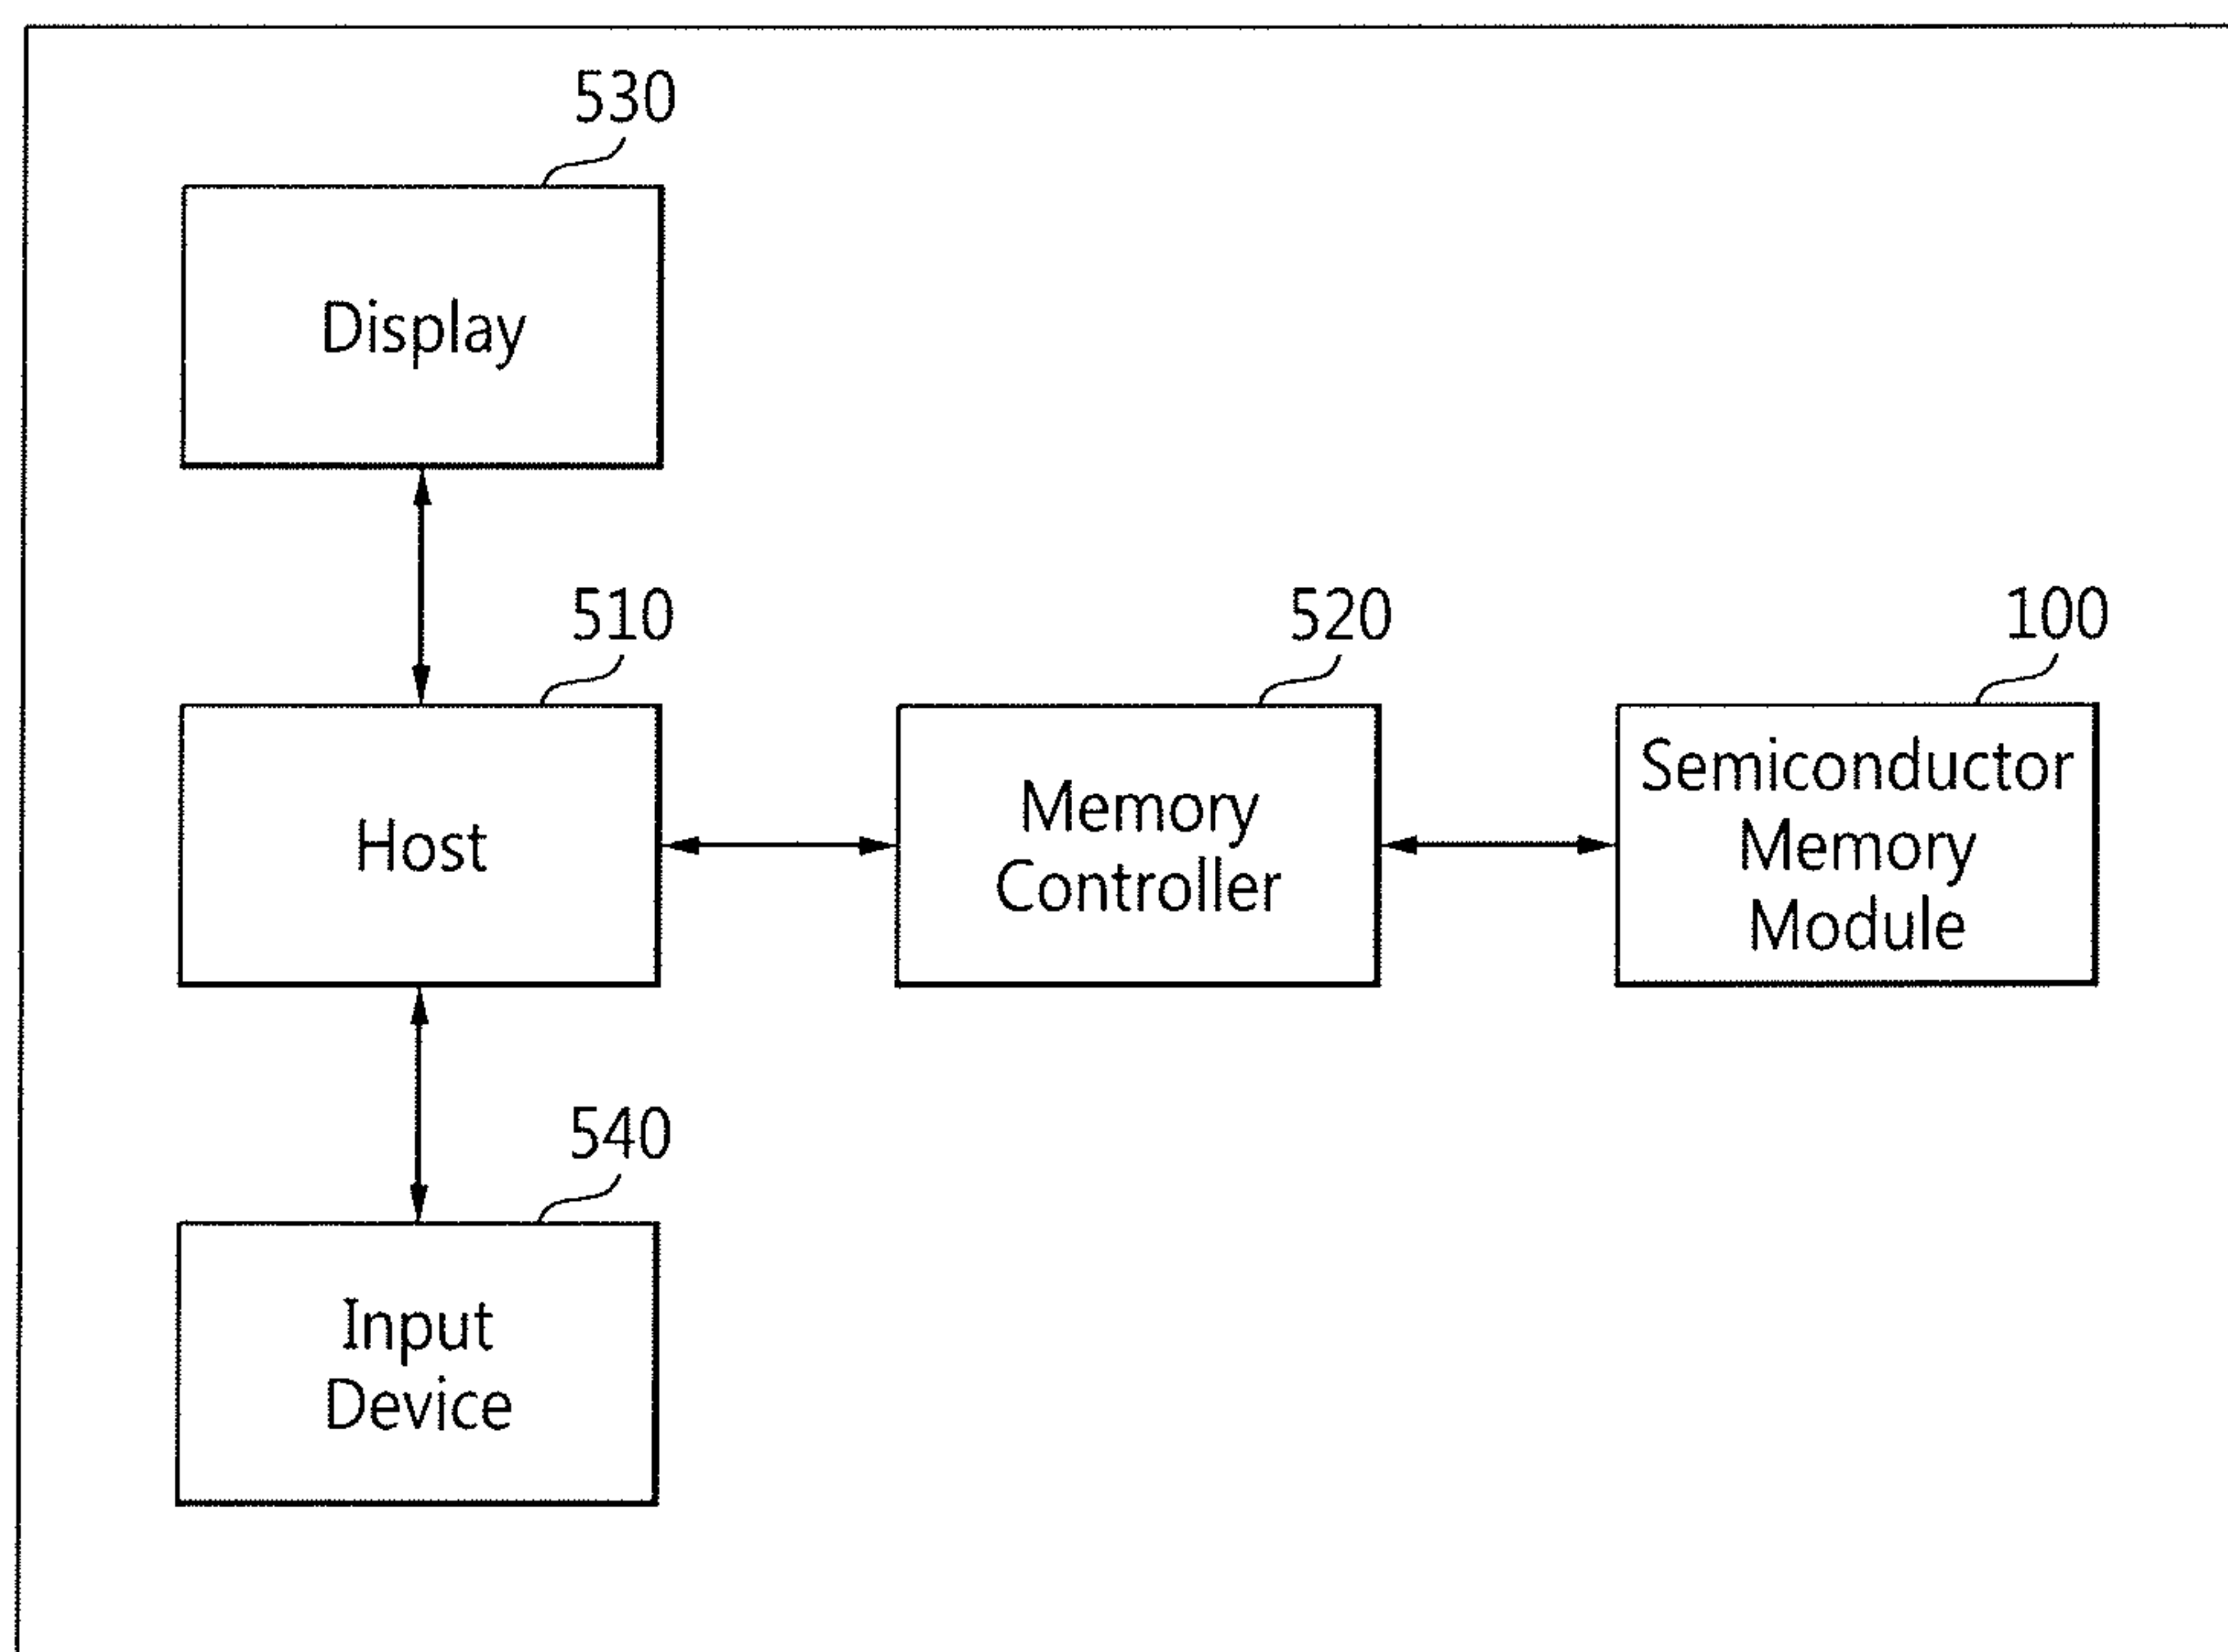 530
Display
510
Host
520
Memory
Controller
100
Semiconductor
Memory
Module
540
Input
Device